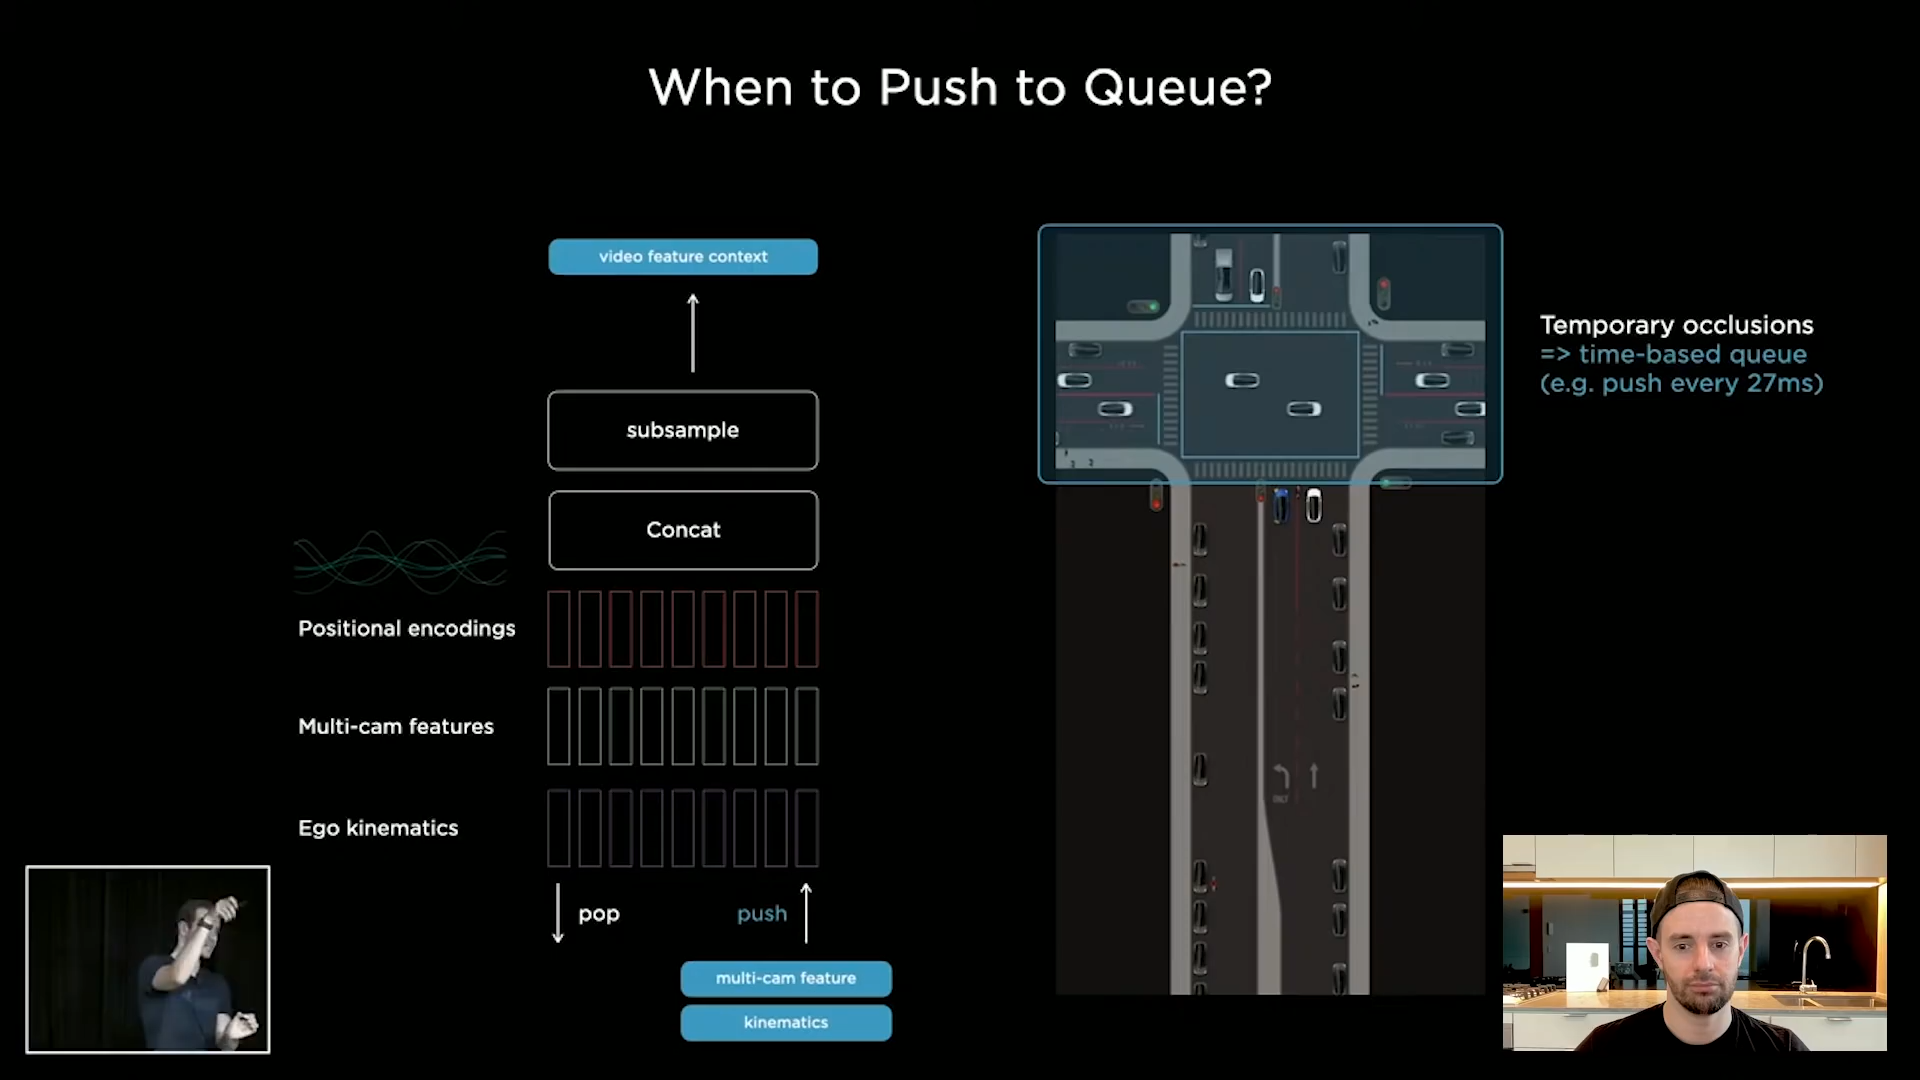 When to Push to Queue?
video feature context
subsample
Concat
Positional encodings
Multi-cam features
Ego kinematics
pop
push
multi-cam feature
kinematics
Temporary occlusions
=> time-based queue
(e.g. push every 27ms)